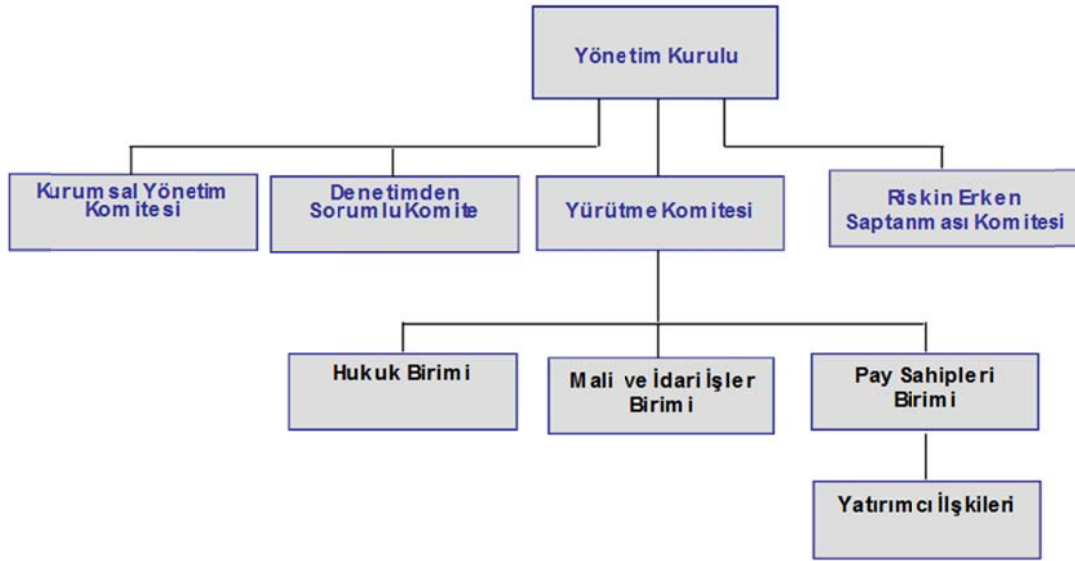 Yönetim Kurulu
Kurumsal Yönetim
Komitesi
Denetimden
Sorumlu Komite
Yürütme Komitesi
Riskin Erken
Saptanması Komitesi
Hukuk Birimi
Mali ve İdari İşler
Birimi
Pay Sahipleri
Birimi
Yatırımcı İlşkileri